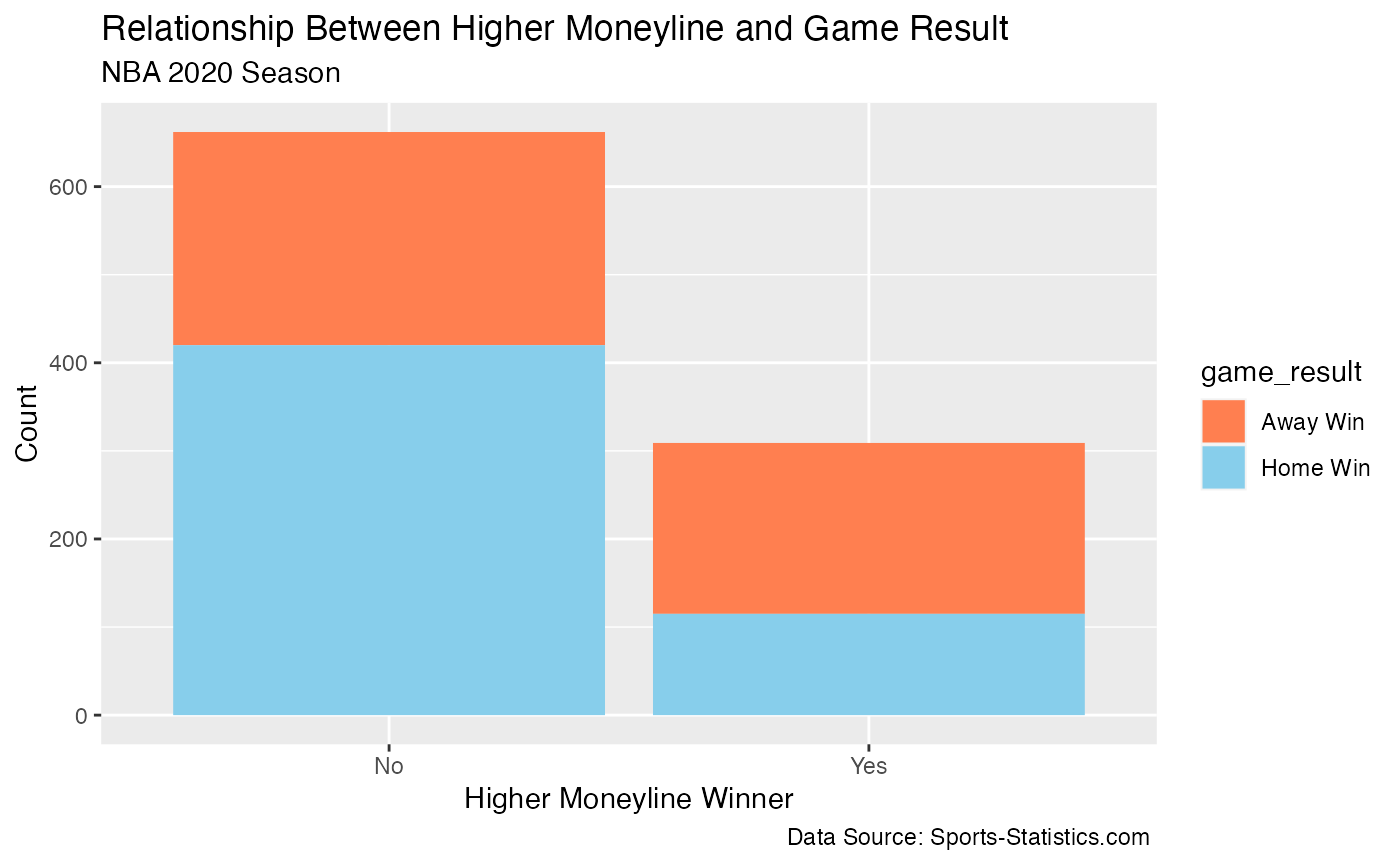 Relationship Between Higher Moneyline and Game Result
NBA 2020 Season
600
400
200
0
Count
No
Yes
Higher Moneyline Winner
game_result
Away Win
Home Win
Data Source: Sports-Statistics.com